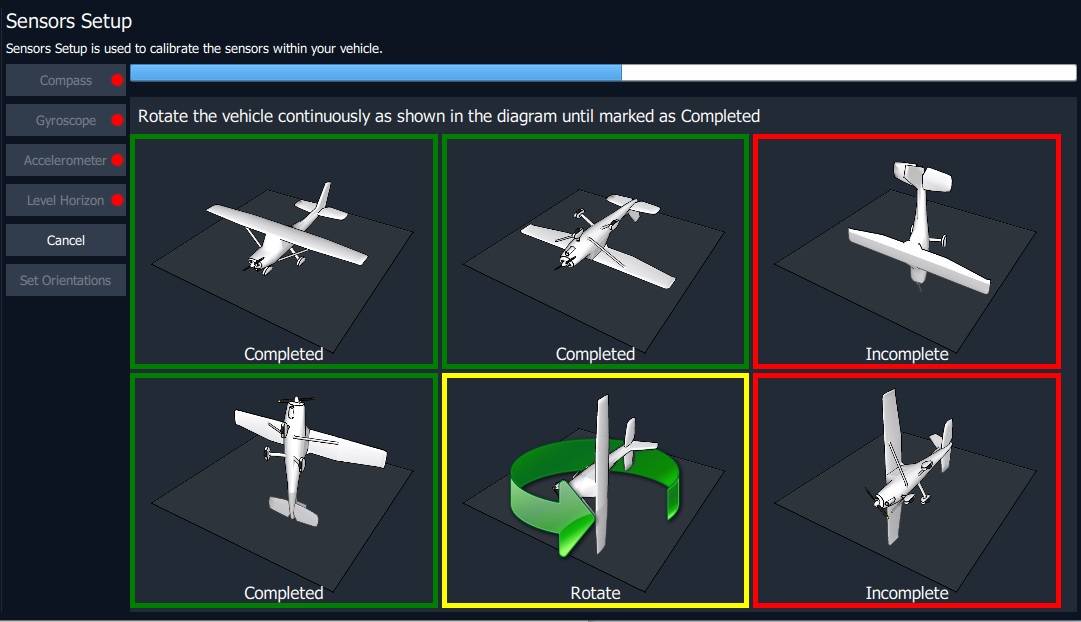 Sensors Setup
Sensors Setup is used to calibrate the sensors within your vehicle.
Compass
Gyroscope
Accelerometer
Level Horizon
Cancel
Set Orientations
Rotate the vehicle continuously as shown in the diagram until marked as Completed
Completed
Completed
Incomplete
Completed
Rotate
Incomplete